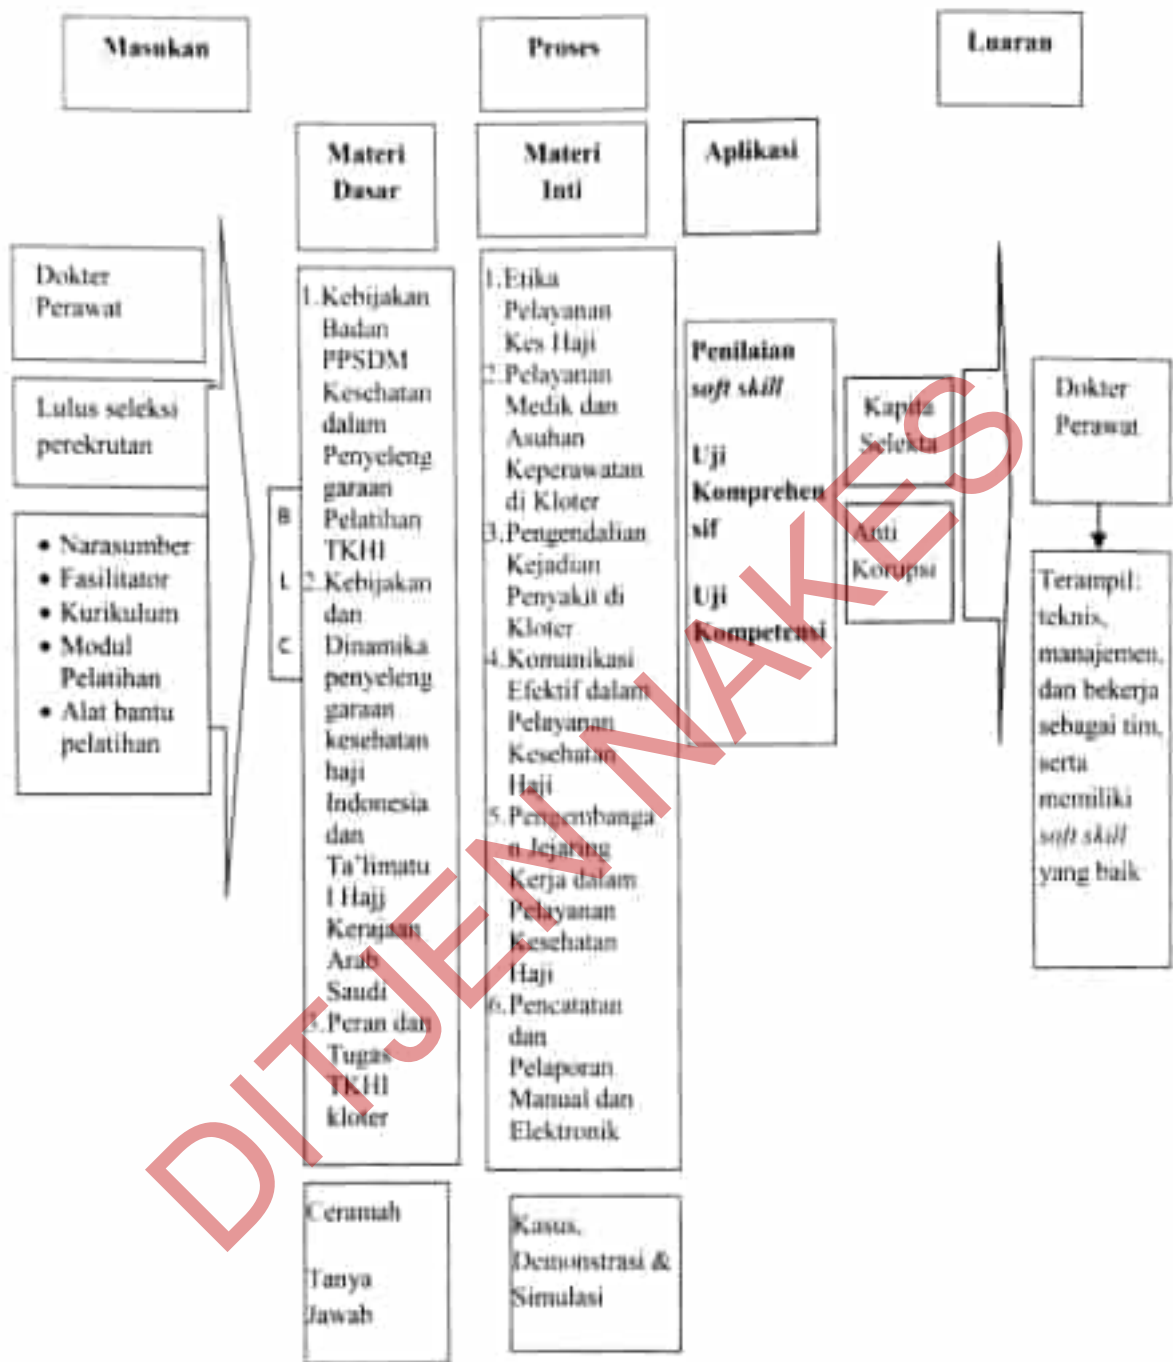 Masukan
Proses
Luaran
Materi
Dasar
Materi
Inti
Aplikasi
Dokter
Perawat
Lulus seleksi
perekrutan
• Narasumber
• Fasilitator
• Kurikulum
• Modul
Pelatihan
• Alat bantu
pelatihan
B
L
C
1.Kebijakan
Badan
PPSDM
Kesehatan
dalam
Penyeleng
garaan
Pelatihan
TKHI
2.Kebijakan
dan
Dinamika
penyeleng
garaan
kesehatan
haji
Indonesia
dan
Ta'limatu
l Hajj
Kerajaan
Arab
Saudi
3.Peran dan
Tugas
TKHI
kloter
1.Etika
Pelayanan
Kes Haji
2.Pelayanan
Medik dan
Asuhan
Keperawatan
di Kloter
3.Pengendalian
Kejadian
Penyakit di
Kloter
4.Komunikasi
Efektif dalam
Pelayanan
Kesehatan
Haji
5.Pengembanga
n Jejaring
Kerja dalam
Pelayanan
Kesehatan
Haji
6.Pencatatan
dan
Pelaporan
Manual dan
Elektronik
Penilaian
soft skill
Uji
Komprehen
sif
Uji
Kompetensi
Kapita
Selekta
Anti
Korupsi
Dokter
Perawat
Terampil:
teknis,
manajemen,
dan bekerja
sebagai tim,
serta
memiliki
soft skill
yang baik
Ceramah
Tanya
Jawab
Kasus,
Demonstrasi &
Simulasi
DITJEN NAKES